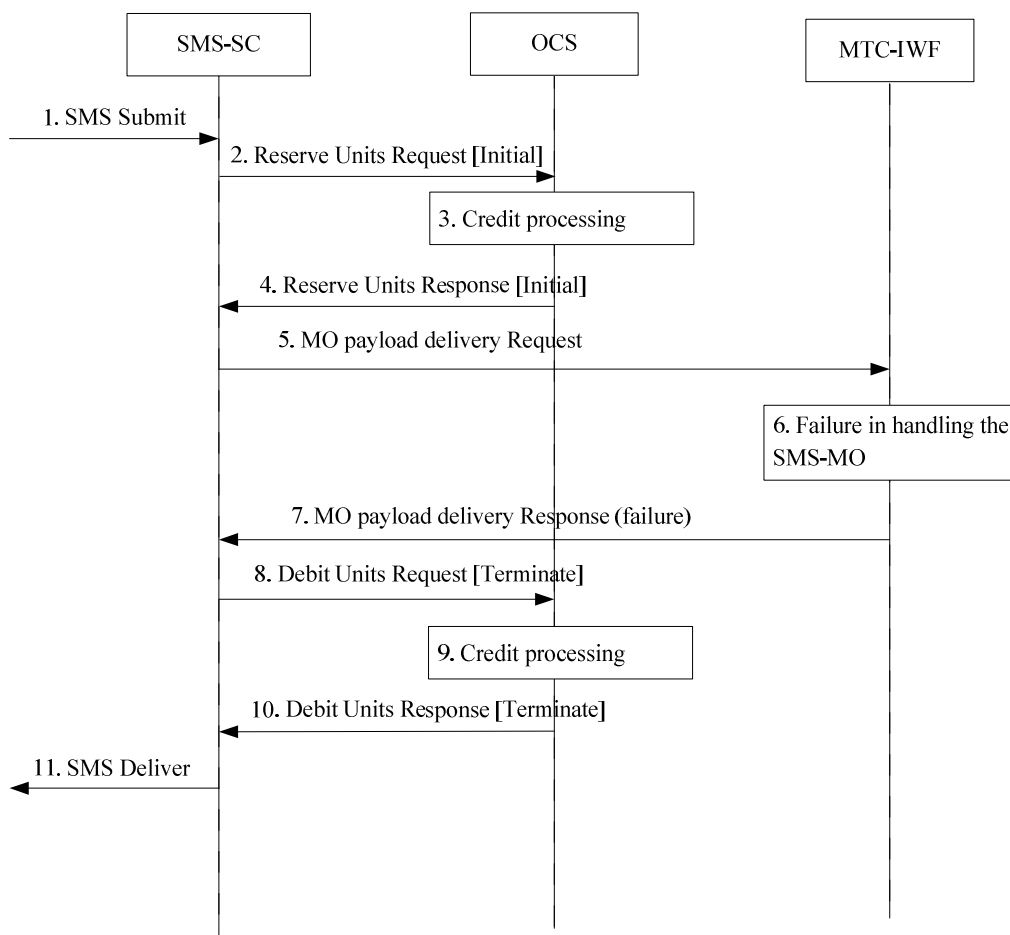 SMS-SC
OCS
MTC-IWF
1. SMS Submit
2. Reserve Units Request [Initial]
3. Credit processing
4. Reserve Units Response [Initial]
5. MO payload delivery Request
6. Failure in handling the
SMS-MO
7. MO payload delivery Response (failure)
8. Debit Units Request [Terminate]
9. Credit processing
10. Debit Units Response [Terminate]
11. SMS Deliver